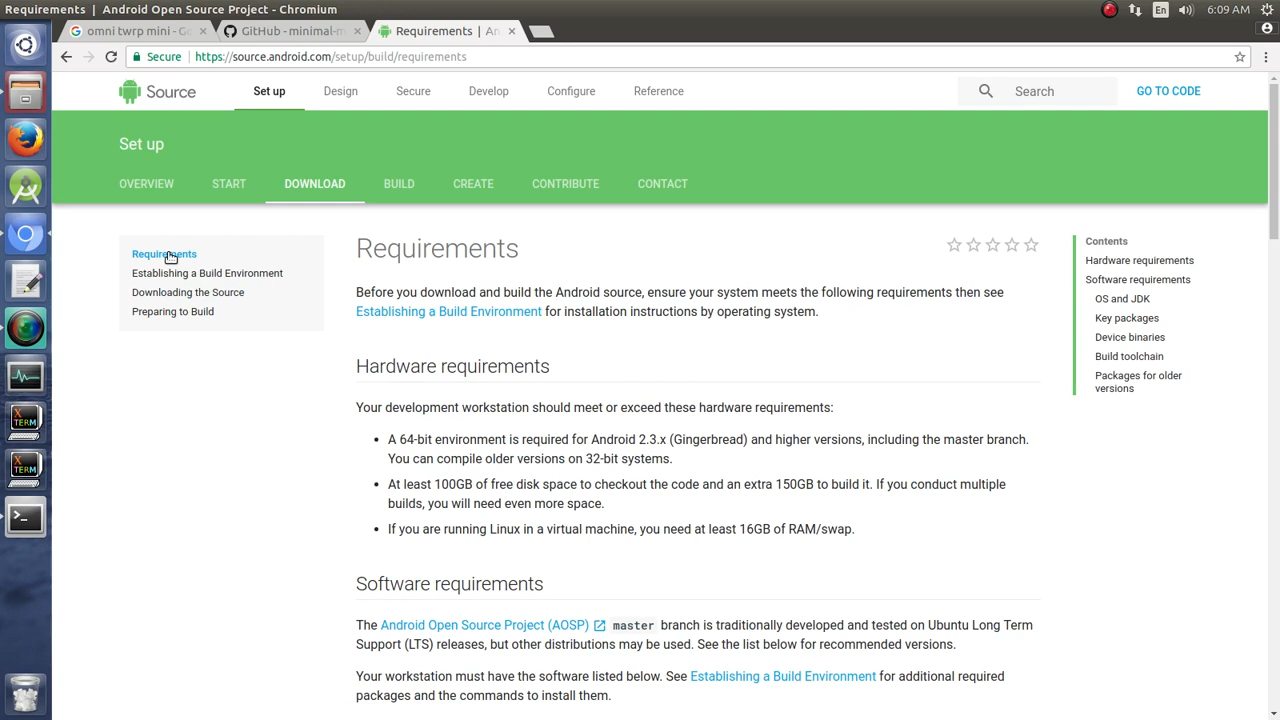 Requirements | Android Open Source Project - Chromium
En
6:09 AM
omni twrp mini - Go
GitHub - minimal-m
Requirements | An
Secure
https://source.android.com/setup/build/requirements
Source
Set up
Design
Secure
Develop
Configure
Reference
Search
GO TO CODE
Set up
OVERVIEW
START
DOWNLOAD
BUILD
CREATE
CONTRIBUTE
CONTACT
Requirements
Establishing a Build Environment
Downloading the Source
Preparing to Build
Requirements
Before you download and build the Android source, ensure your system meets the following requirements then see
Establishing a Build Environment for installation instructions by operating system.
Hardware requirements
Your development workstation should meet or exceed these hardware requirements:
• A 64-bit environment is required for Android 2.3.x (Gingerbread) and higher versions, including the master branch.
You can compile older versions on 32-bit systems.
• At least 100GB of free disk space to checkout the code and an extra 150GB to build it. If you conduct multiple
builds, you will need even more space.
• If you are running Linux in a virtual machine, you need at least 16GB of RAM/swap.
Software requirements
The Android Open Source Project (AOSP) master branch is traditionally developed and tested on Ubuntu Long Term
Support (LTS) releases, but other distributions may be used. See the list below for recommended versions.
Your workstation must have the software listed below. See Establishing a Build Environment for additional required
packages and the commands to install them.
Contents
Hardware requirements
Software requirements
OS and JDK
Key packages
Device binaries
Build toolchain
Packages for older
versions
X
TERM
X
TERM